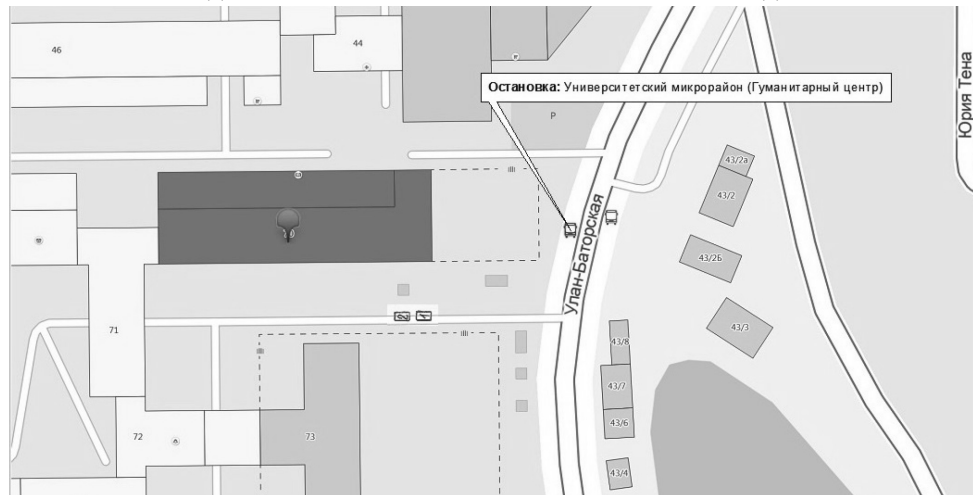 46
44
Остановка: Университетский микрорайон (Гуманитарный центр)
P
Юрия Тена
43/2а
43/2
Улан-Баторская
43/2Б
43/3
71
43/8
43/7
43/6
72
73
43/4